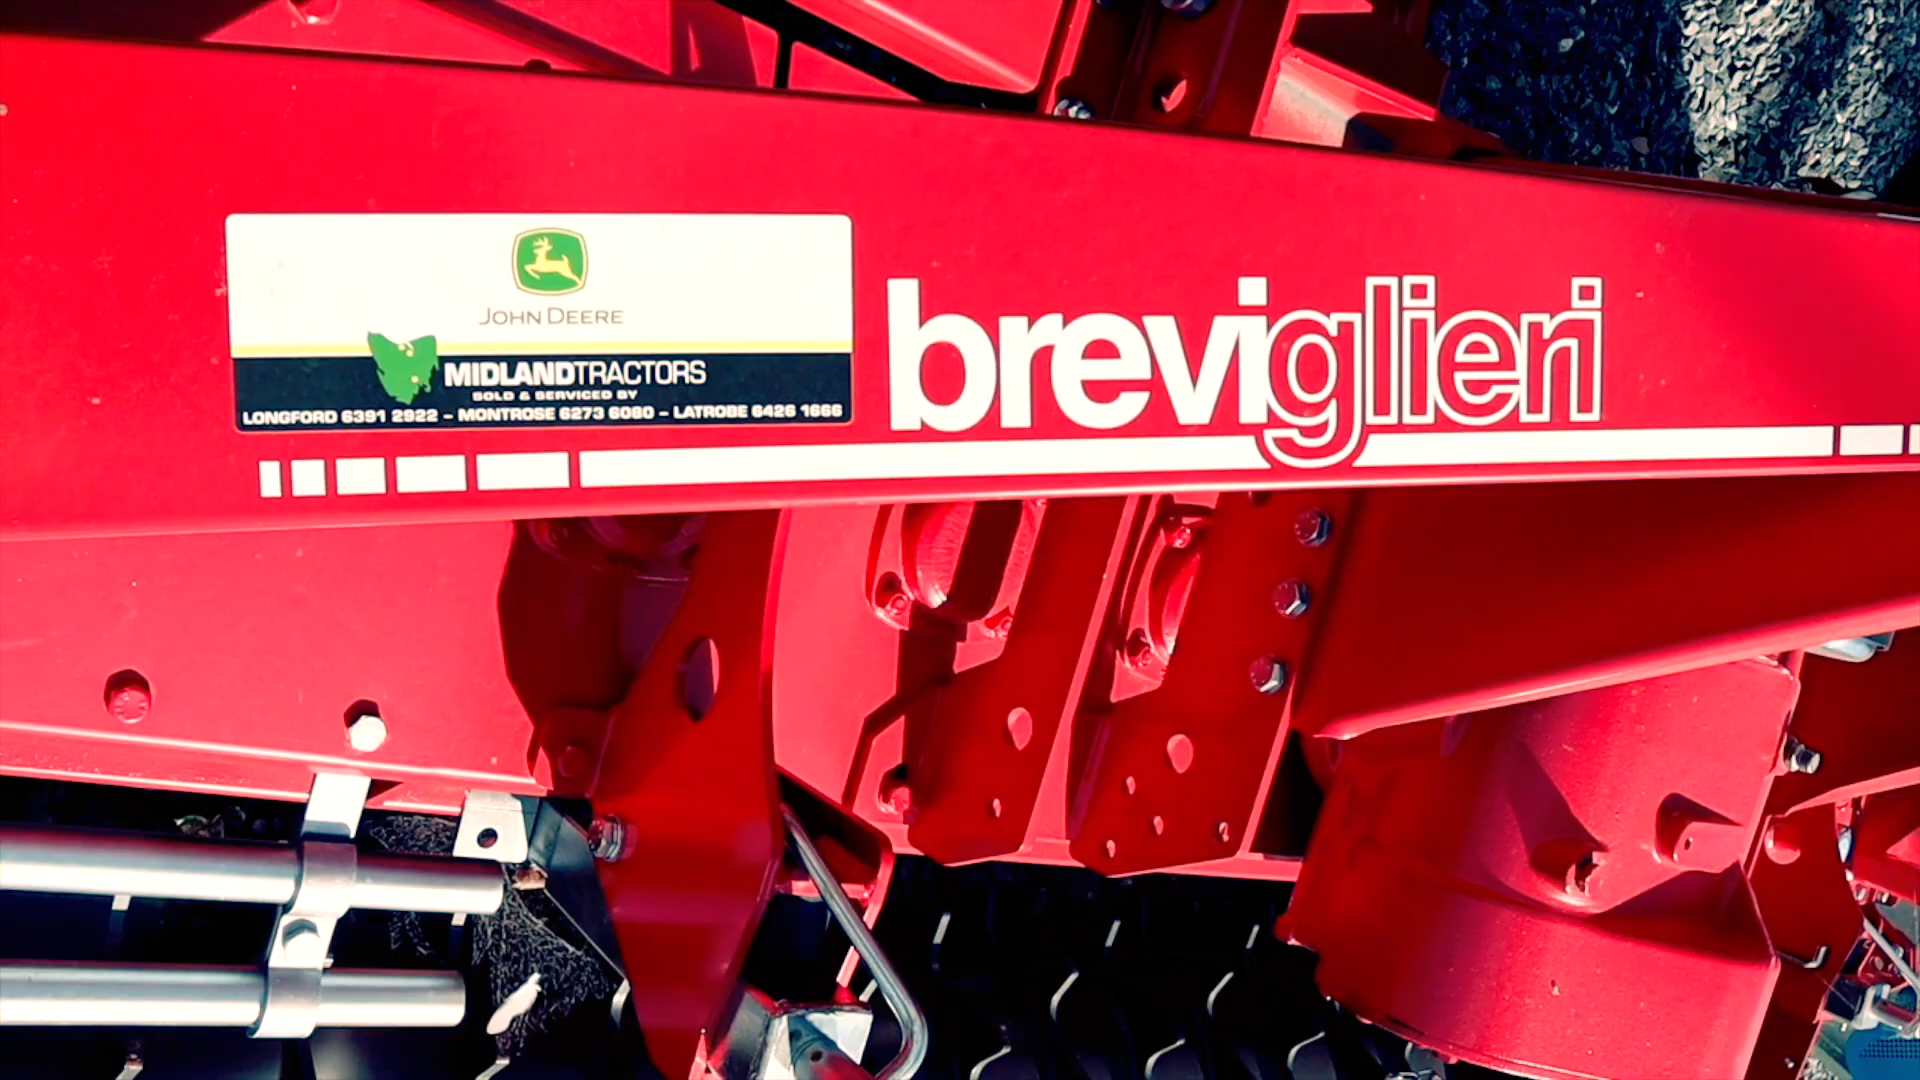 JOHN DEERE
MIDLANDTRACTORS
SOLD & SERVICED BY
LONGFORD 6391 2922 – MONTROSE 6273 6080 – LATROBE 6426 1666
breviglieri